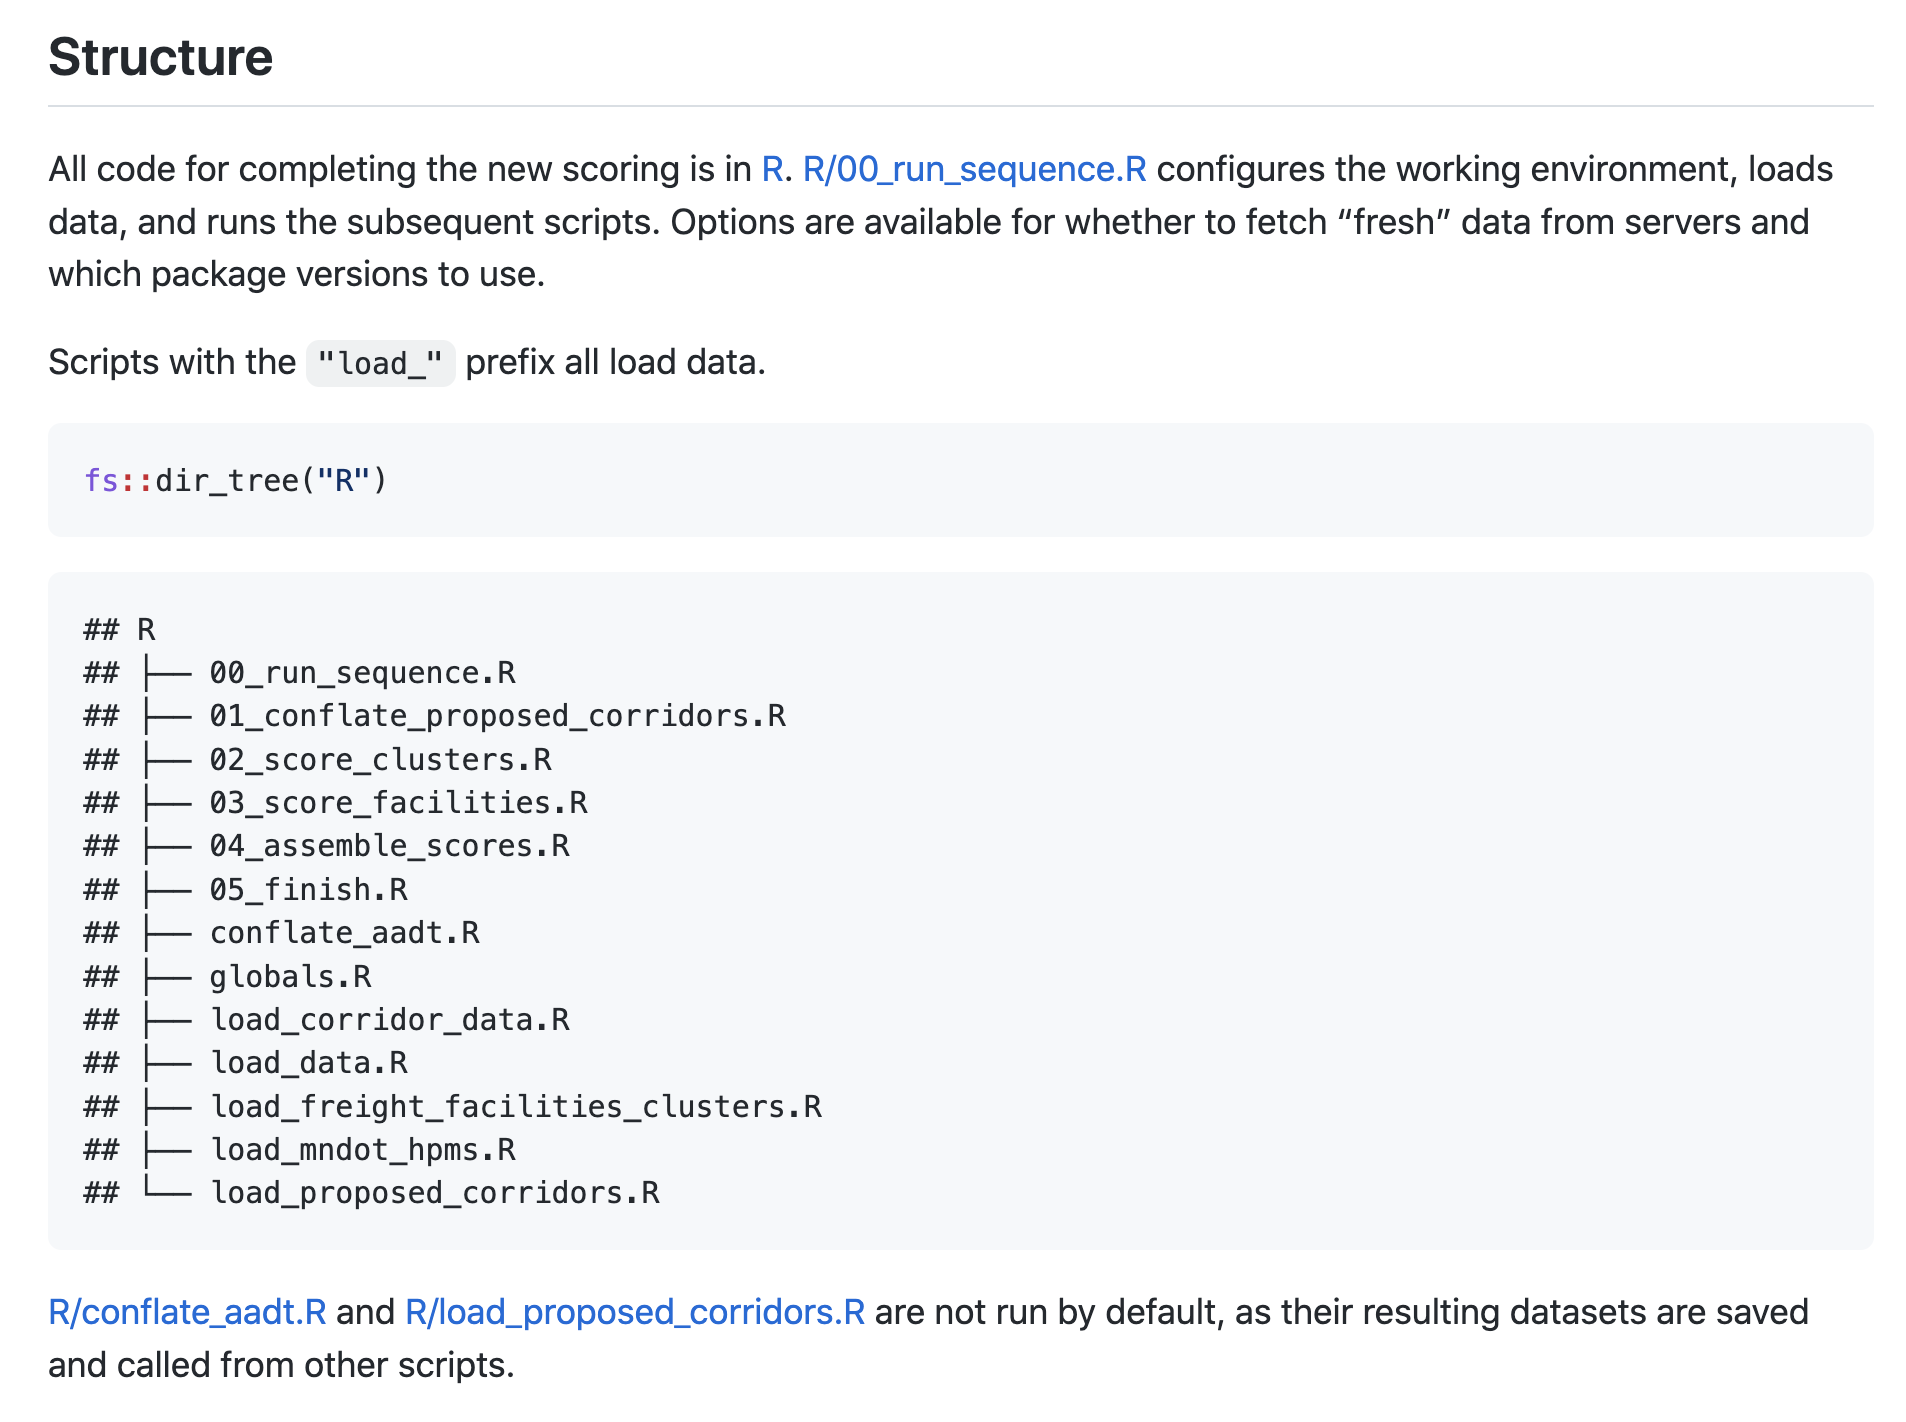 Structure
All code for completing the new scoring is in R. R/00_run_sequence.R configures the working environment, loads
data, and runs the subsequent scripts. Options are available for whether to fetch “fresh” data from servers and
which package versions to use.
Scripts with the "load_" prefix all load data.
fs::dir_tree("R")
## R
## ├── 00_run_sequence.R
## ├── 01_conflate_proposed_corridors.R
## ├── 02_score_clusters.R
## ├── 03_score_facilities.R
## ├── 04_assemble_scores.R
## ├── 05_finish.R
## ├── conflate_aadt.R
## ├── globals.R
## ├── load_corridor_data.R
## ├── load_data.R
## ├── load_freight_facilities_clusters.R
## ├── load_mndot_hpms.R
## └── load_proposed_corridors.R
R/conflate_aadt.R and R/load_proposed_corridors.R are not run by default, as their resulting datasets are saved
and called from other scripts.